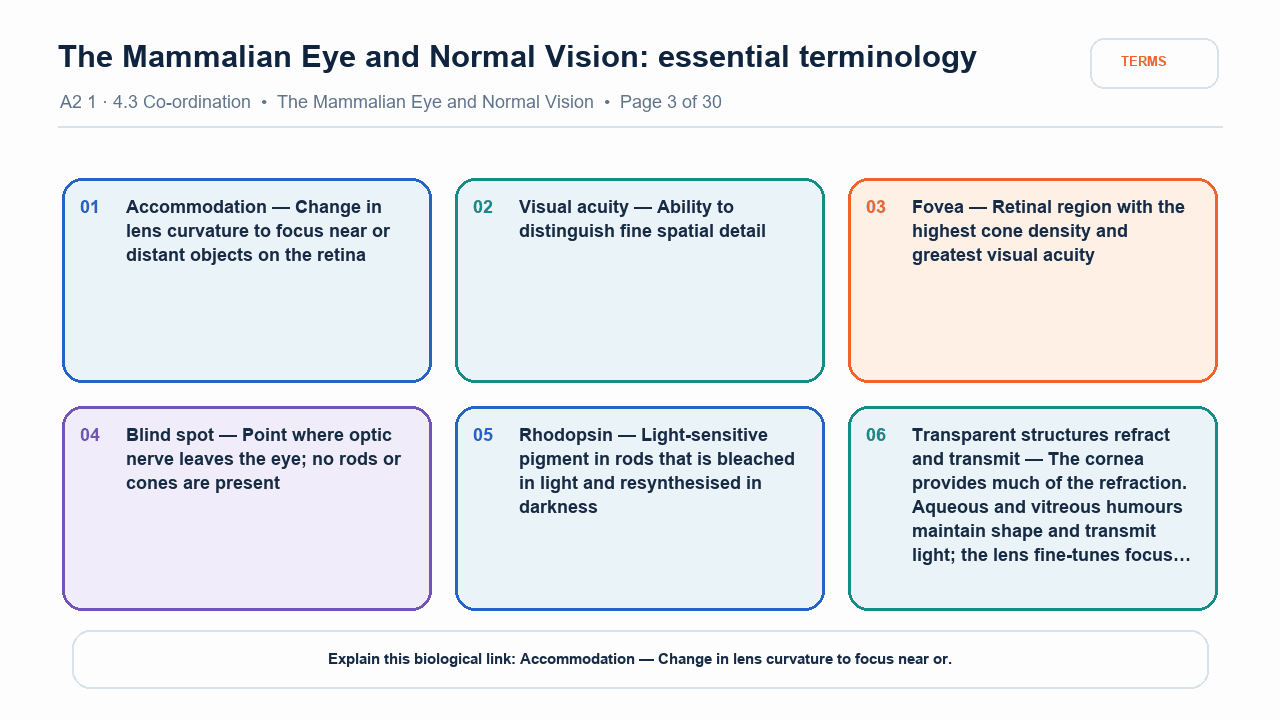 The Mammalian Eye and Normal Vision: essential terminology
TERMS
A2 1 · 4.3 Co-ordination • The Mammalian Eye and Normal Vision • Page 3 of 30
01
Accommodation — Change in
lens curvature to focus near or
distant objects on the retina
02
Visual acuity — Ability to
distinguish fine spatial detail
03
Fovea — Retinal region with the
highest cone density and
greatest visual acuity
04
Blind spot — Point where optic
nerve leaves the eye; no rods or
cones are present
05
Rhodopsin — Light-sensitive
pigment in rods that is bleached
in light and resynthesised in
darkness
06
Transparent structures refract
and transmit — The cornea
provides much of the refraction.
Aqueous and vitreous humours
maintain shape and transmit
light; the lens fine-tunes focus…
Explain this biological link: Accommodation — Change in lens curvature to focus near or.